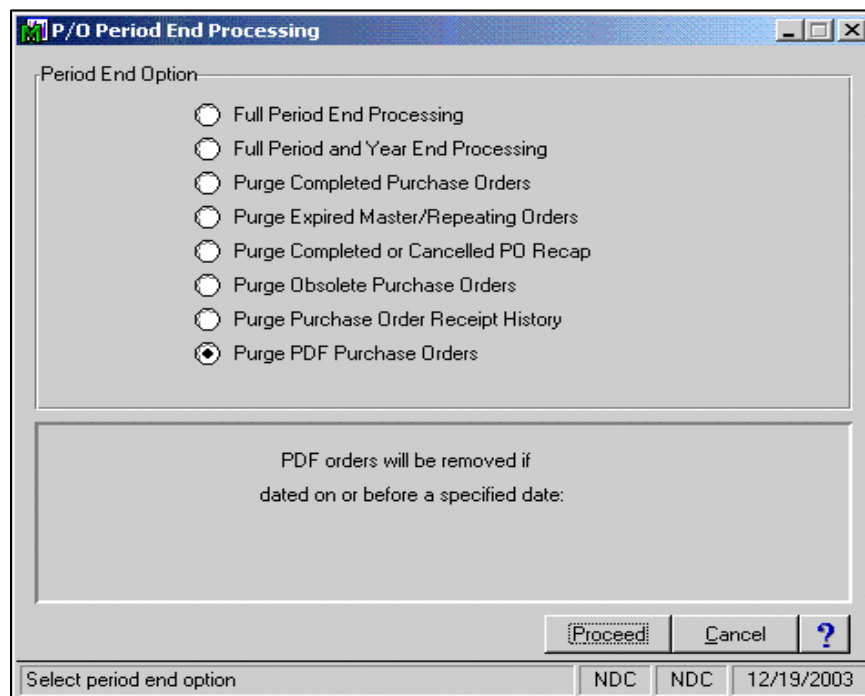 P/O Period End Processing
Period End Option
Full Period End Processing
Full Period and Year End Processing
Purge Completed Purchase Orders
Purge Expired Master/Repeating Orders
Purge Completed or Cancelled PO Recap
Purge Obsolete Purchase Orders
Purge Purchase Order Receipt History
Purge PDF Purchase Orders
PDF orders will be removed if
dated on or before a specified date:
Proceed Cancel ?
Select period end option NDC NDC 12/19/2003